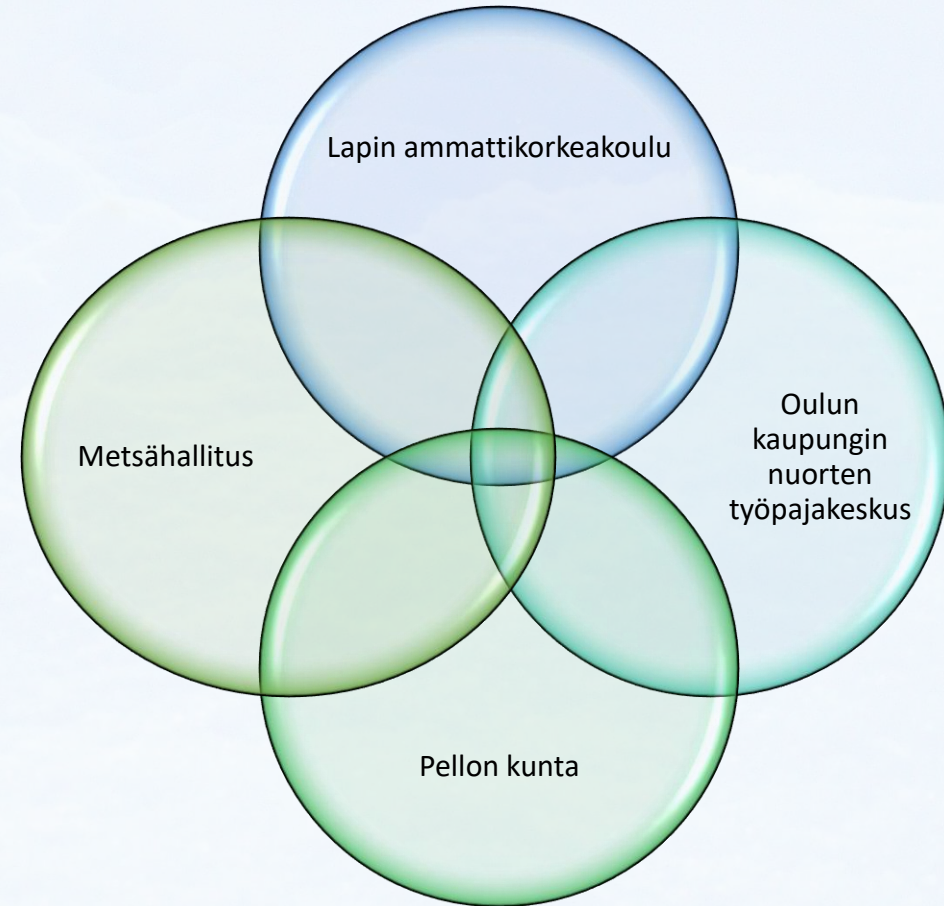 Lapin ammattikorkeakoulu
Metsähallitus
Oulun
kaupungin
nuorten
työpajakeskus
Pellon kunta